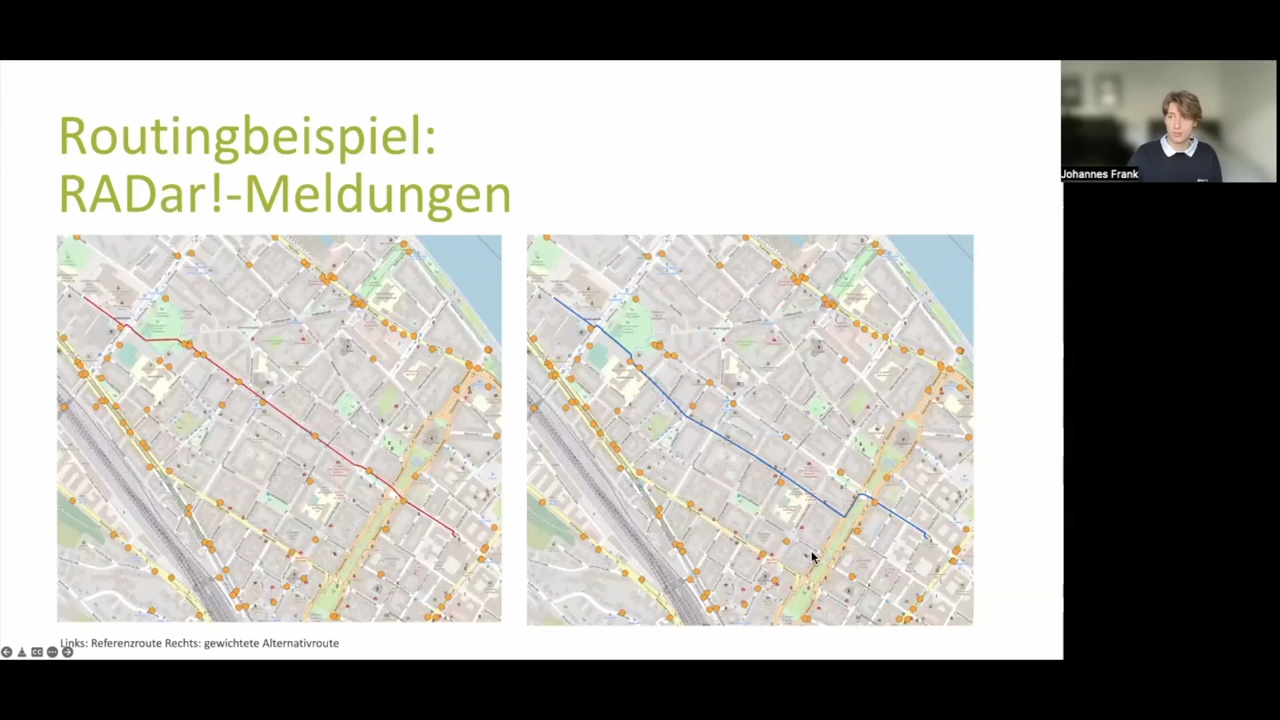 Routingbeispiel:
RADar!-Meldungen
Johannes Frank
Links: Referenzroute Rechts: gewichtete Alternativroute